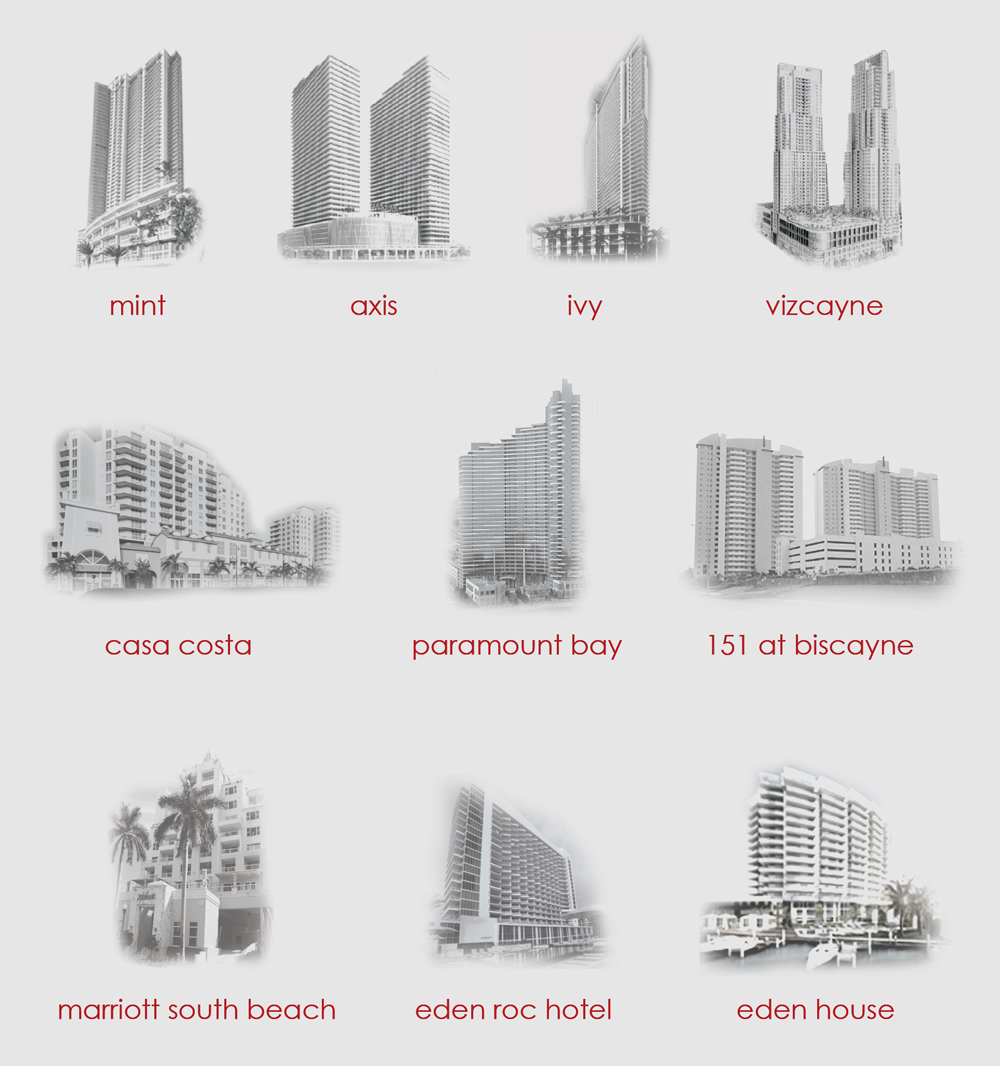 mint
axis
ivy
vizcayne
casa costa
paramount bay
151 at biscayne
marriott south beach
eden roc hotel
eden house